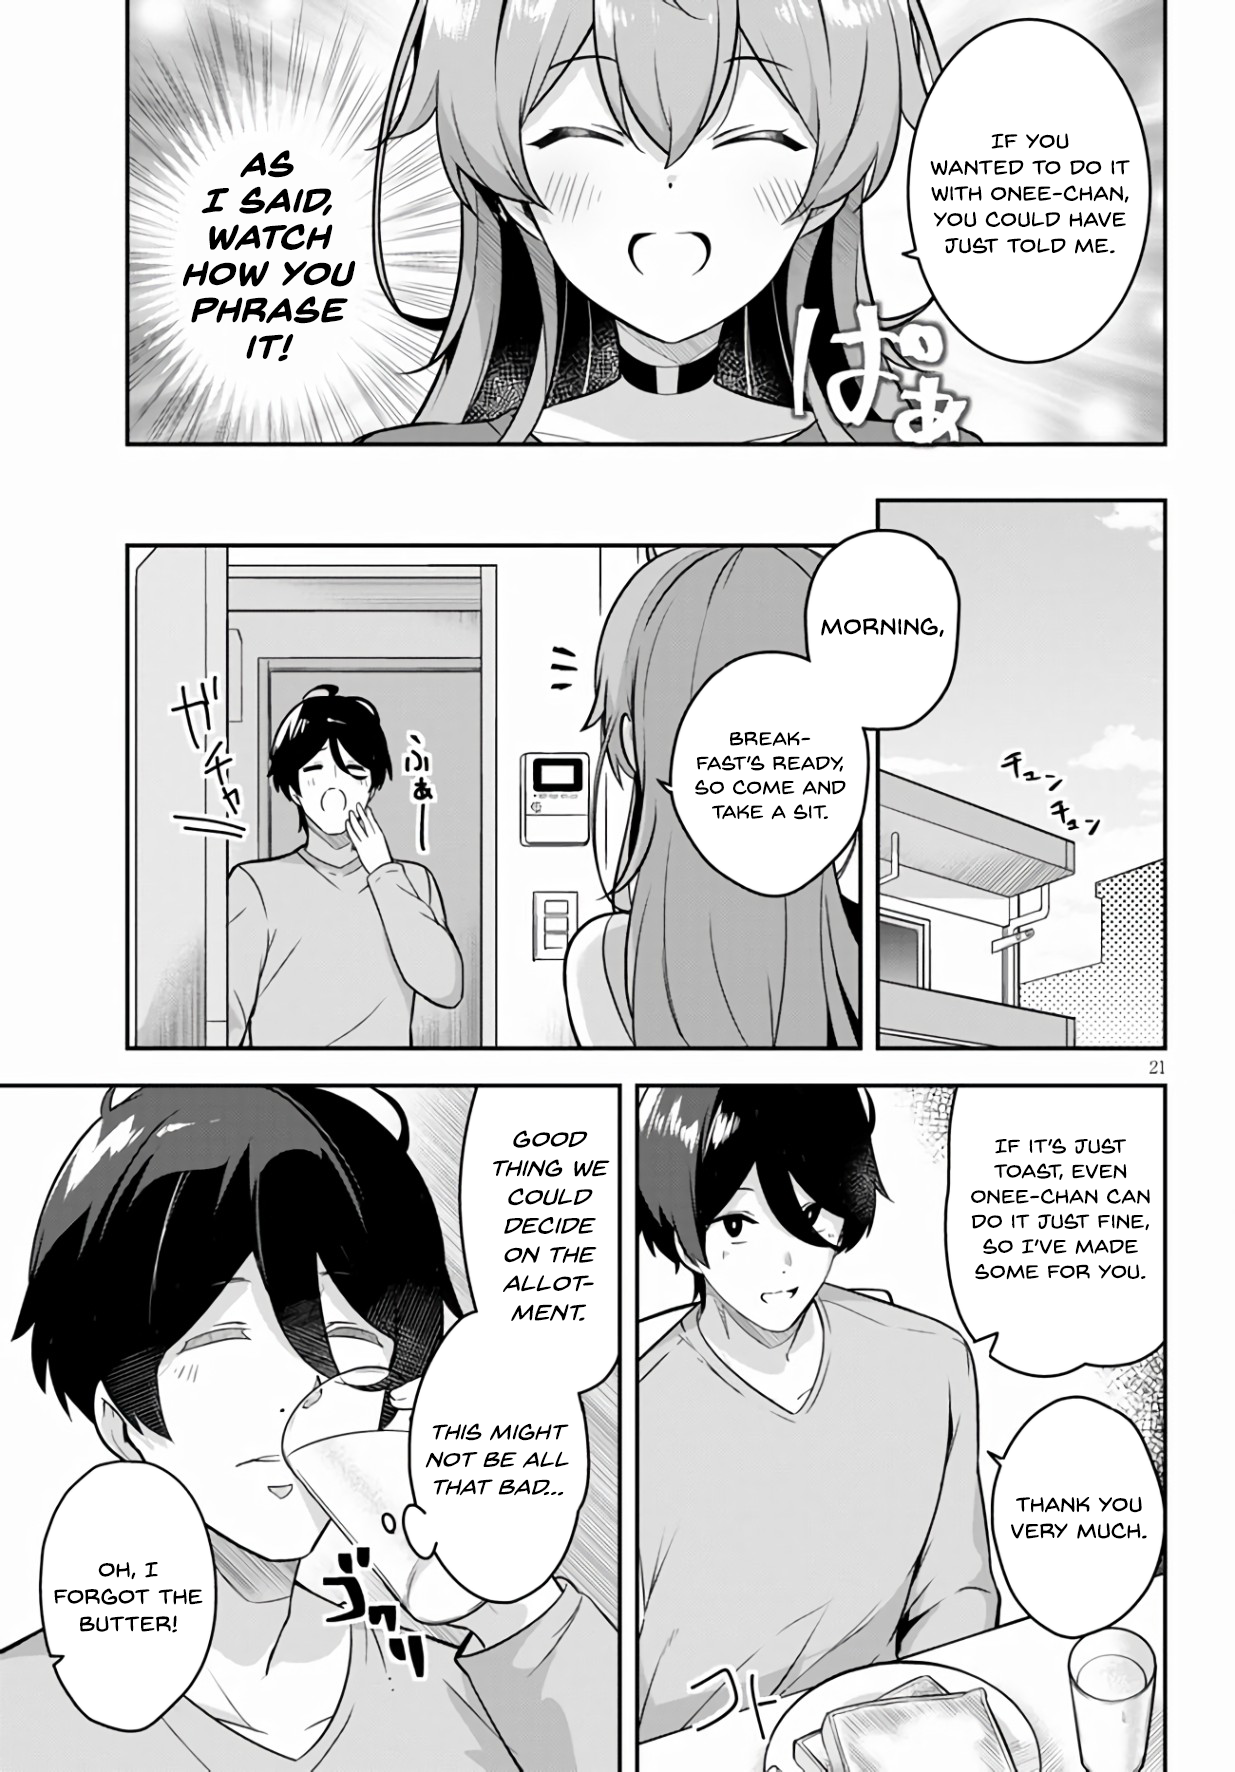 IF YOU
WANTED TO DO IT
WITH ONEE-CHAN,
YOU COULD HAVE
JUST TOLD ME.
ぱあ
AS
I SAID,
WATCH
HOW YOU
PHRASE
IT!
チュン
チュン
MORNING,
BREAK-
FAST'S READY,
SO COME AND
TAKE A SIT.
ふぁー
ガチャ
21
IF IT'S JUST
TOAST, EVEN
ONEE-CHAN CAN
DO IT JUST FINE,
SO I'VE MADE
SOME FOR YOU.
THANK YOU
VERY MUCH.
コト
GOOD
THING WE
COULD
DECIDE
ON THE
ALLOT-
MENT.
THIS MIGHT
NOT BE ALL
THAT BAD...
ゴクリ
OH, I
FORGOT THE
BUTTER!